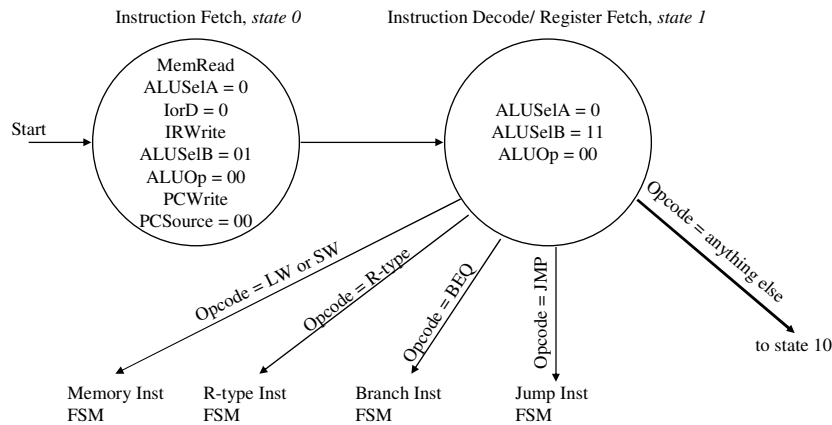 Instruction Fetch, state 0
Instruction Decode/ Register Fetch, state 1
Start
MemRead
ALUSelA = 0
IorD = 0
IRWrite
ALUSelB = 01
ALUOp = 00
PCWrite
PCSource = 00
ALUSelA = 0
ALUSelB = 11
ALUOp = 00
Opcode = LW or SW
Opcode = R-type
Opcode = BEQ
Opcode = JMP
Opcode = anything else
to state 10
Memory Inst
FSM
R-type Inst
FSM
Branch Inst
FSM
Jump Inst
FSM